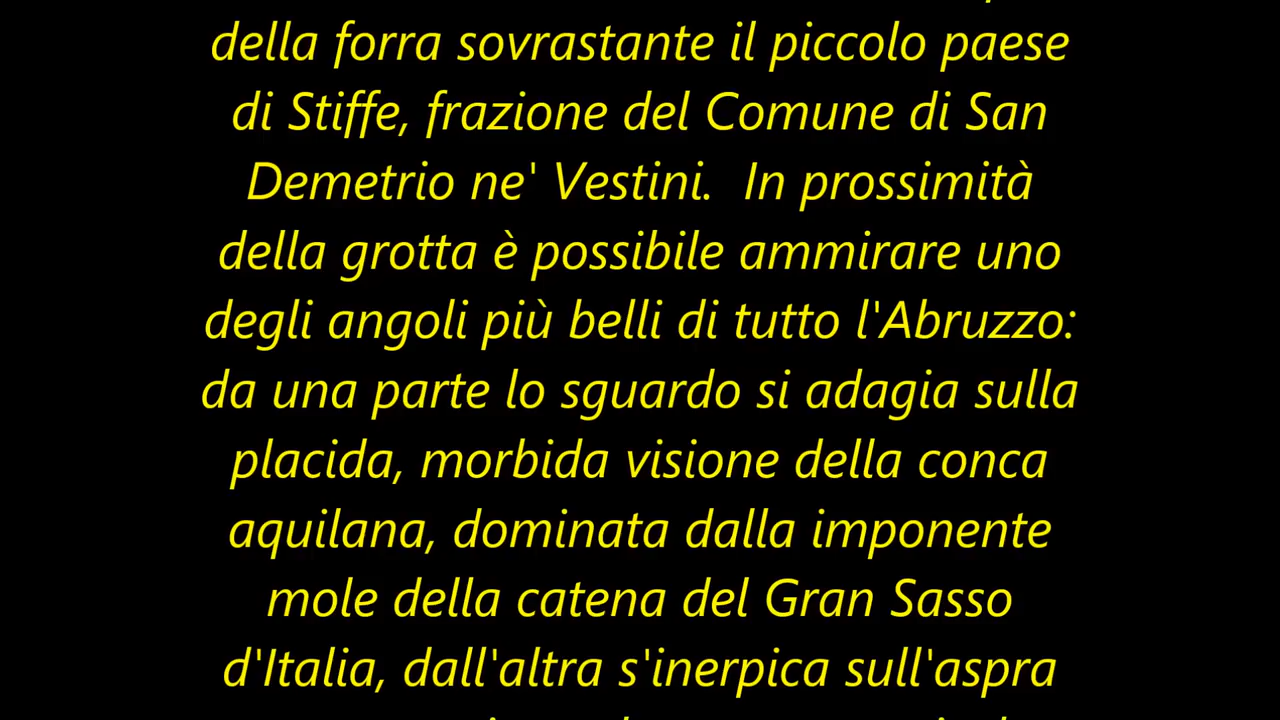 della forra sovrastante il piccolo paese
di Stiffe, frazione del Comune di San
Demetrio ne' Vestini.  In prossimità
della grotta è possibile ammirare uno
degli angoli più belli di tutto l'Abruzzo:
da una parte lo sguardo si adagia sulla
placida, morbida visione della conca
aquilana, dominata dalla imponente
mole della catena del Gran Sasso
d'Italia, dall'altra s'inerpica sull'aspra